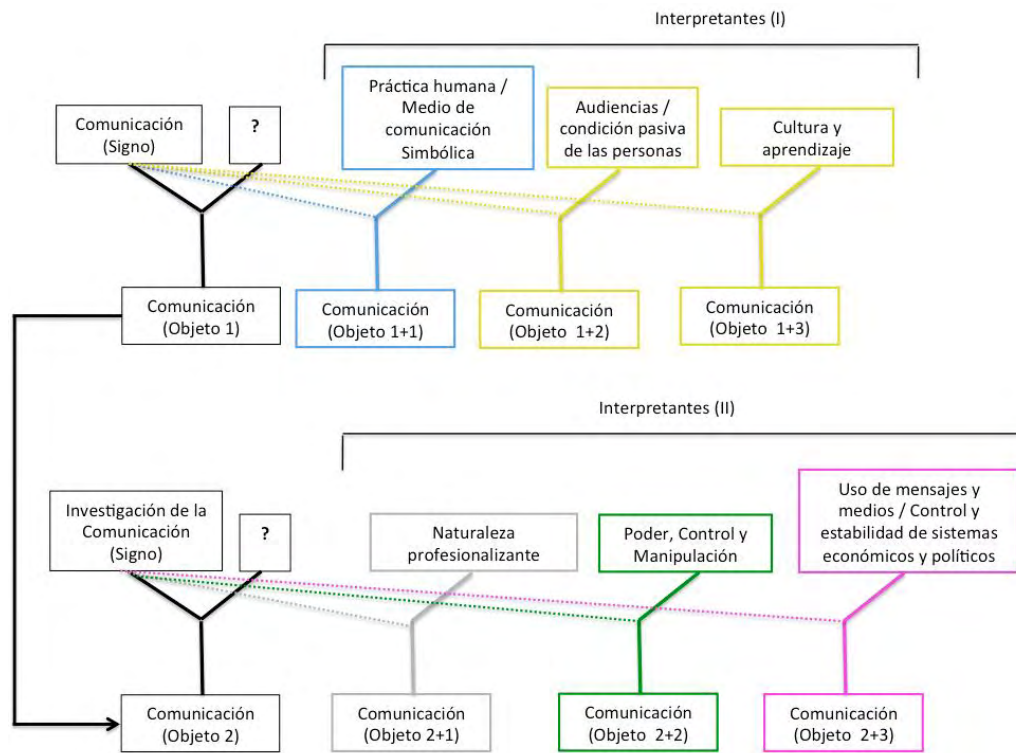 Interpretantes (I)
Comunicación
(Signo)
?
Práctica humana /
Medio de
comunicación
Simbólica
Audiencias /
condición pasiva
de las personas
Cultura y
aprendizaje
Comunicación
(Objeto 1)
Comunicación
(Objeto 1+1)
Comunicación
(Objeto 1+2)
Comunicación
(Objeto 1+3)
Interpretantes (II)
Investigación de la
Comunicación
(Signo)
?
Naturaleza
profesionalizante
Poder, Control y
Manipulación
Uso de mensajes y
medios / Control y
estabilidad de sistemas
económicos y políticos
Comunicación
(Objeto 2)
Comunicación
(Objeto 2+1)
Comunicación
(Objeto 2+2)
Comunicación
(Objeto 2+3)